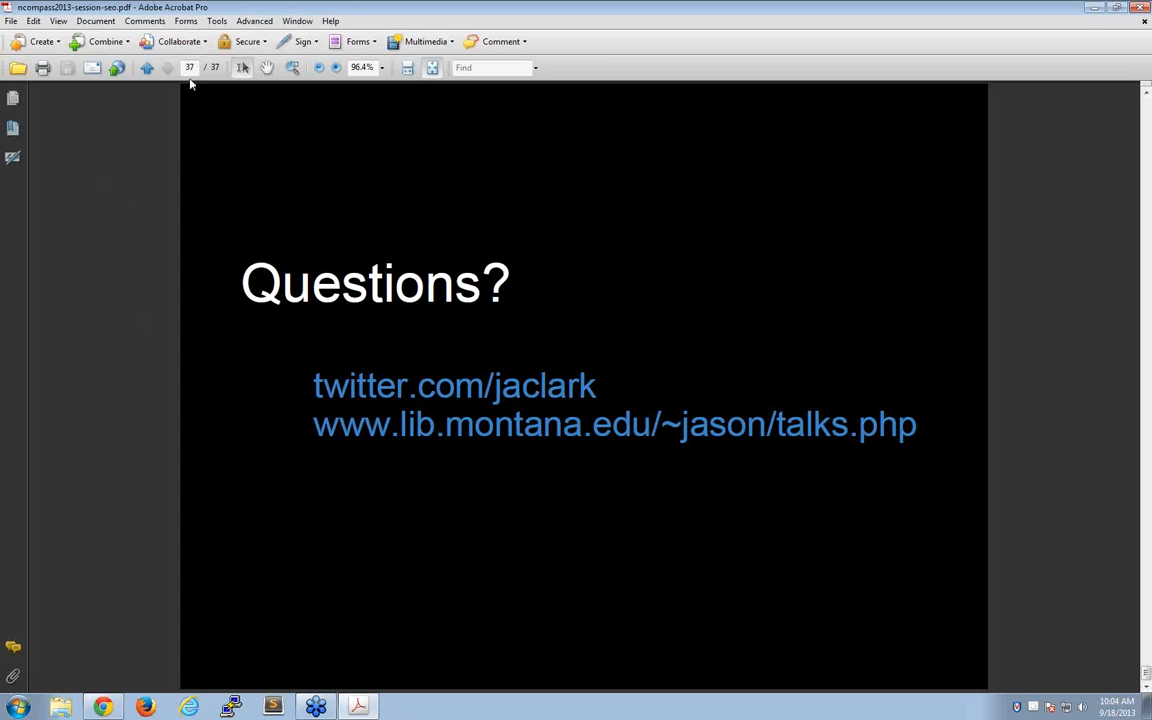 ncompass2013-session-seo.pdf - Adobe Acrobat Pro
File Edit View Document Comments Forms Tools Advanced Window Help
Create Combine Collaborate Secure Sign Forms Multimedia Comment
37 / 37 96.4% Find
Questions?
twitter.com/jaclark
www.lib.montana.edu/~jason/talks.php
10:04 AM
9/18/2013